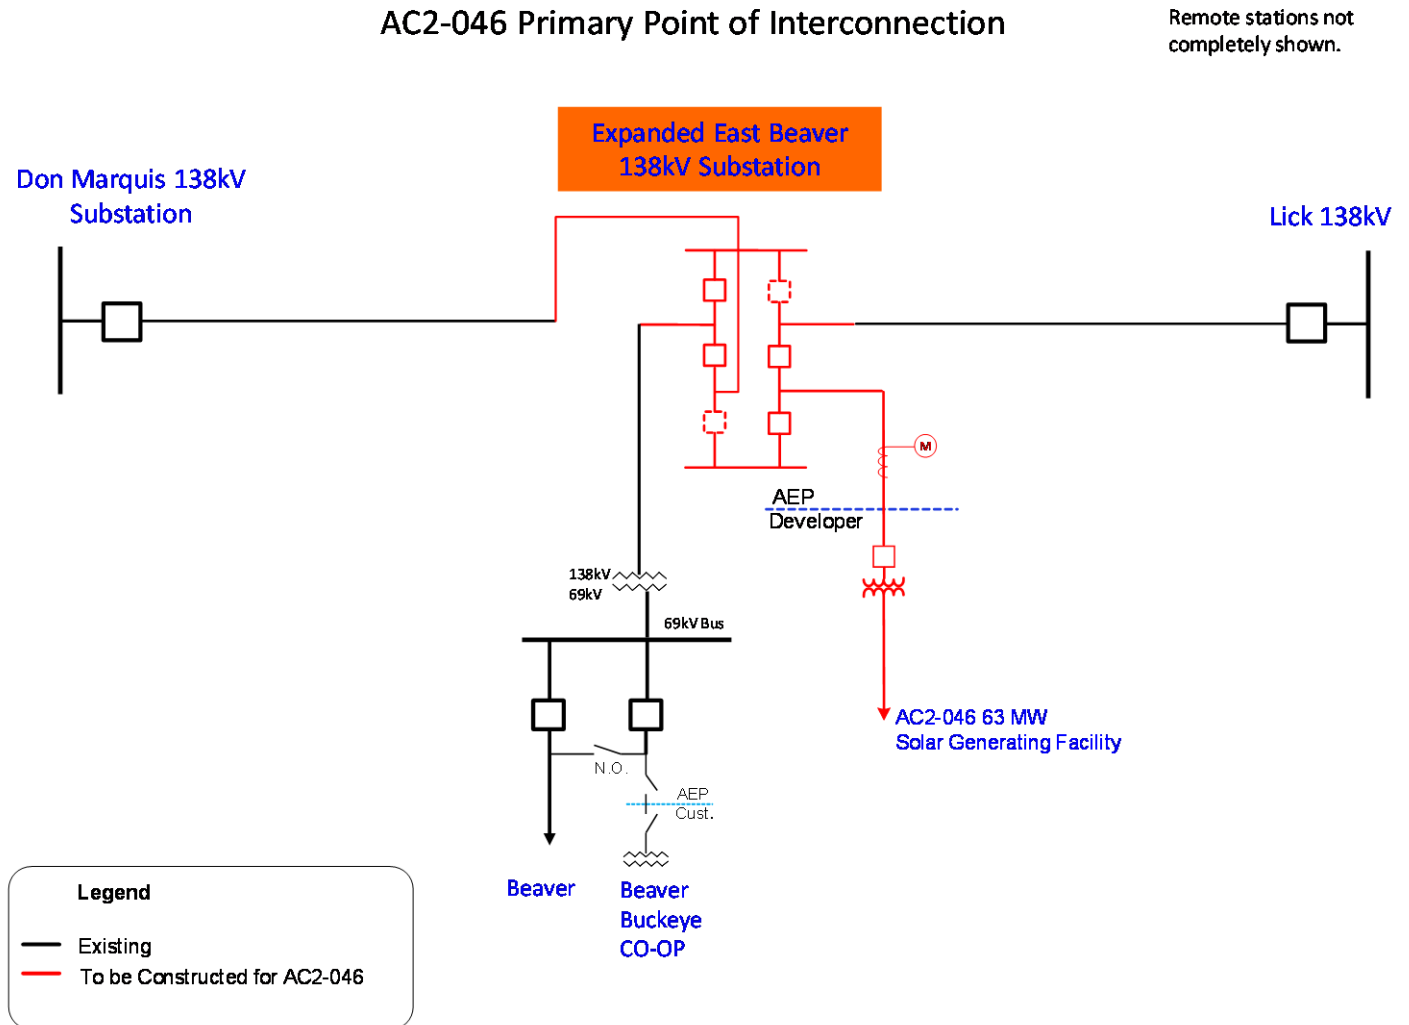 AC2-046 Primary Point of Interconnection
Remote stations not
completely shown.
Expanded East Beaver
138kV Substation
Don Marquis 138kV
Substation
Lick 138kV
M
AEP
Developer
138kV
69kV
69kV Bus
AC2-046 63 MW
Solar Generating Facility
N.O.
AEP
Cust.
Beaver
Beaver
Buckeye
CO-OP
Legend
Existing
To be Constructed for AC2-046